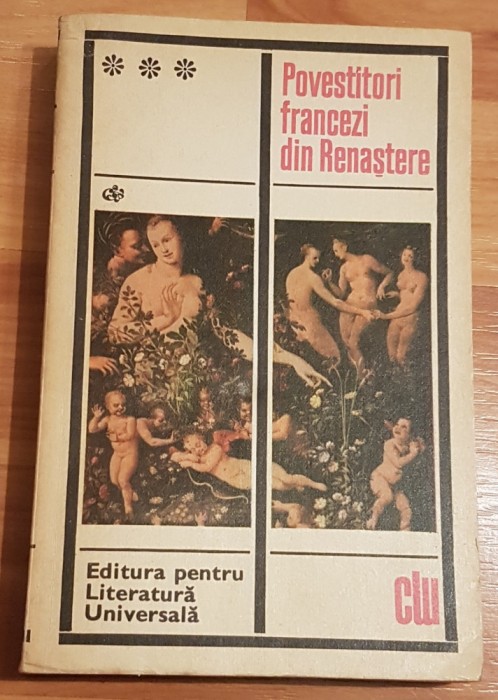 * * *
Povestitori
francezi
din Renaștere
Editura pentru
Literatură
Universală
clu